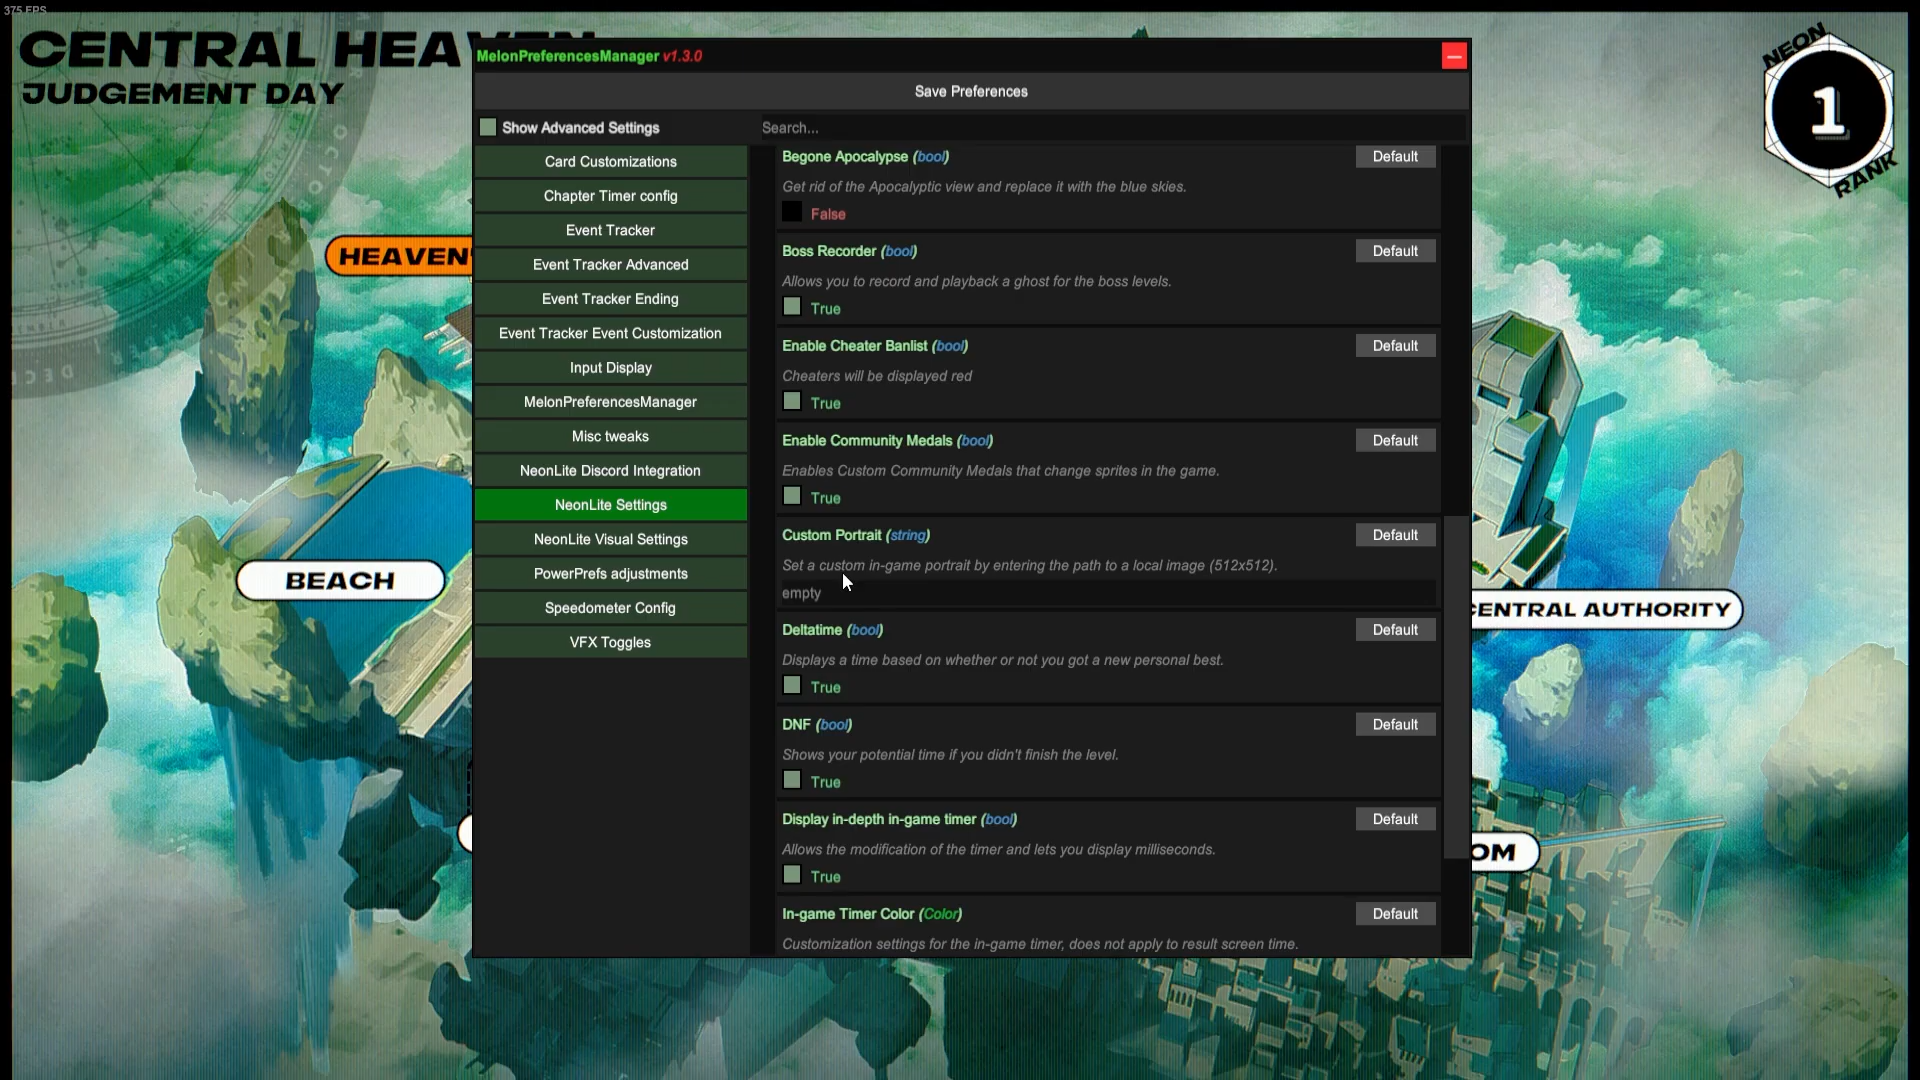 375 FPS
CENTRAL HEA
JUDGEMENT DAY
NEON
1
RANK
HEAVEN'
BEACH
CENTRAL AUTHORITY
OM
MelonPreferencesManager v1.3.0
Save Preferences
Show Advanced Settings
Search...
Card Customizations
Chapter Timer config
Event Tracker
Event Tracker Advanced
Event Tracker Ending
Event Tracker Event Customization
Input Display
MelonPreferencesManager
Misc tweaks
NeonLite Discord Integration
NeonLite Settings
NeonLite Visual Settings
PowerPrefs adjustments
Speedometer Config
VFX Toggles
Begone Apocalypse (bool) Default
Get rid of the Apocalyptic view and replace it with the blue skies.
False
Boss Recorder (bool) Default
Allows you to record and playback a ghost for the boss levels.
True
Enable Cheater Banlist (bool) Default
Cheaters will be displayed red
True
Enable Community Medals (bool) Default
Enables Custom Community Medals that change sprites in the game.
True
Custom Portrait (string) Default
Set a custom in-game portrait by entering the path to a local image (512x512).
empty
Deltatime (bool) Default
Displays a time based on whether or not you got a new personal best.
True
DNF (bool) Default
Shows your potential time if you didn't finish the level.
True
Display in-depth in-game timer (bool) Default
Allows the modification of the timer and lets you display milliseconds.
True
In-game Timer Color (Color) Default
Customization settings for the in-game timer, does not apply to result screen time.